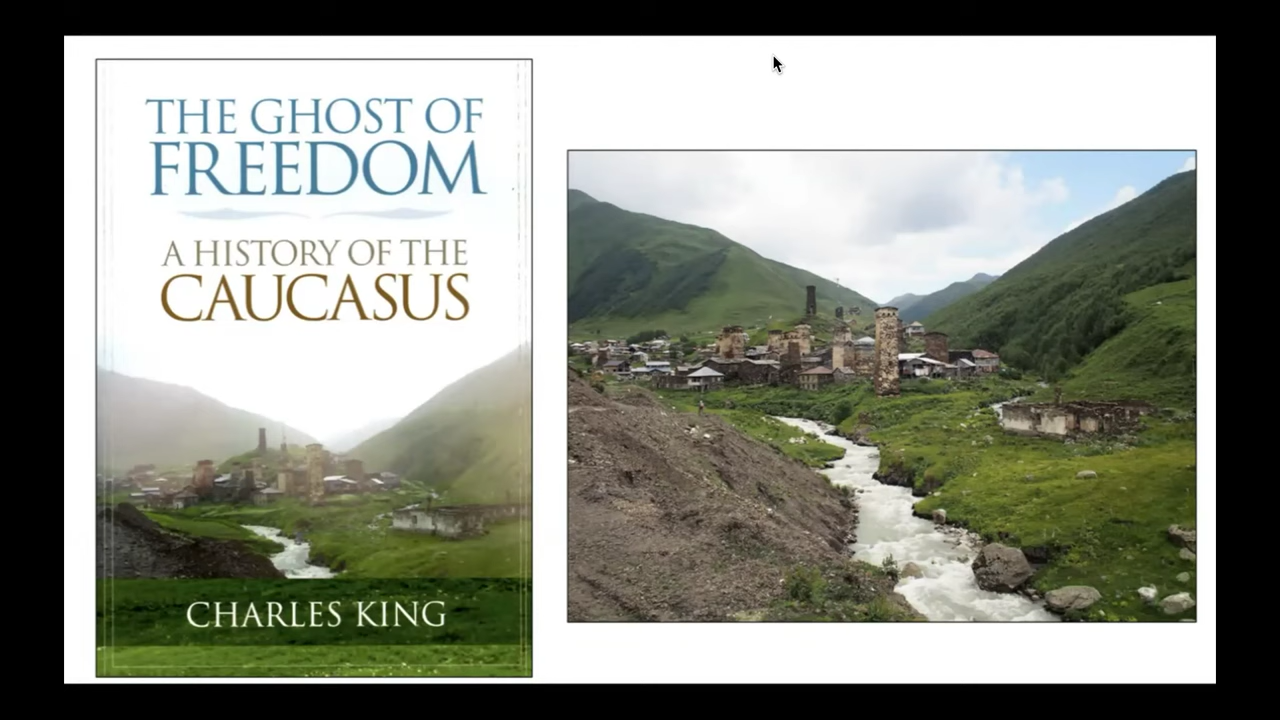 THE GHOST OF
FREEDOM
A HISTORY OF THE
CAUCASUS
CHARLES KING